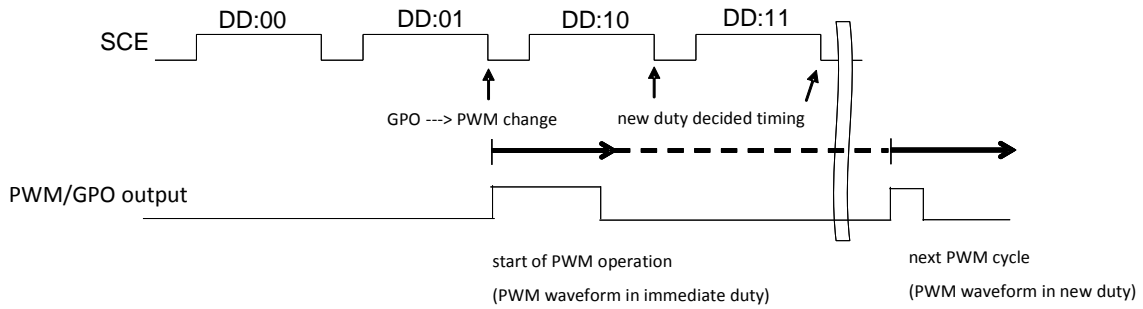 DD:00 DD:01 DD:10 DD:11
SCE
GPO ---> PWM change new duty decided timing
PWM/GPO output
start of PWM operation next PWM cycle
(PWM waveform in immediate duty) (PWM waveform in new duty)